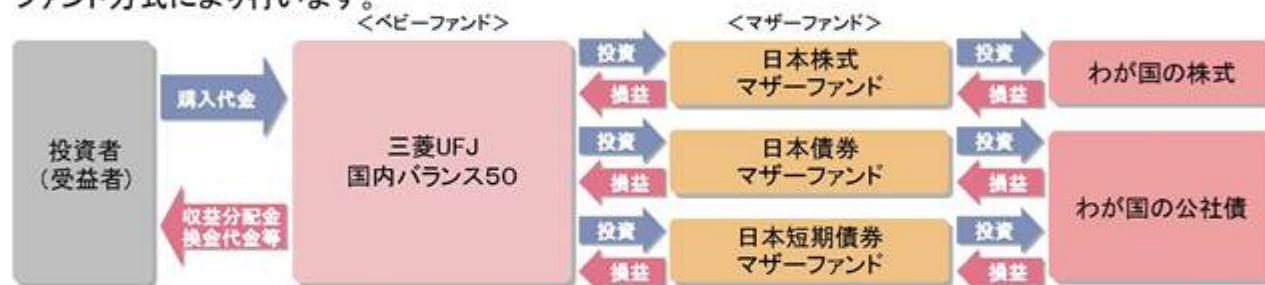 ファンド方式により行います。
<ベビーファンド>
<マザーファンド>
投資者
(受益者)
購入代金
収益分配金
換金代金等
三菱UFJ
国内バランス50
投資
損益
日本株式
マザーファンド
投資
損益
わが国の株式
投資
損益
日本債券
マザーファンド
投資
損益
投資
損益
日本短期債券
マザーファンド
投資
損益
わが国の公社債